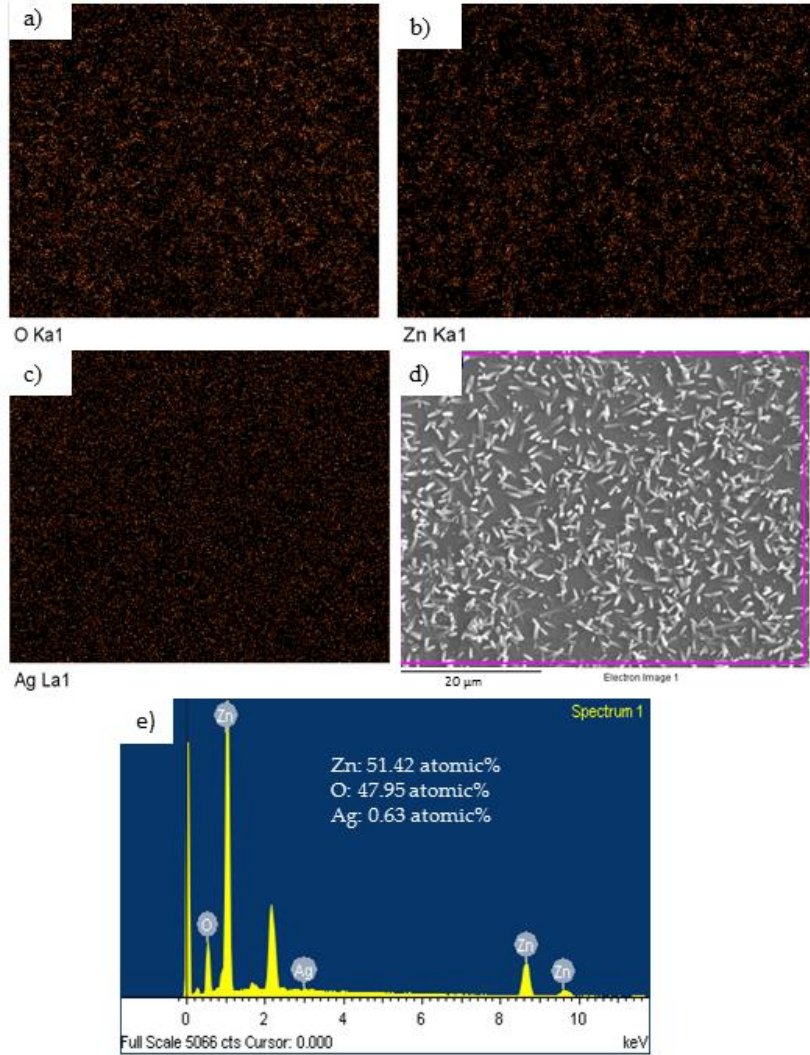 a)
b)
O Ka1
Zn Ka1
c)
d)
Ag La1
20 µm
Electron Image 1
e)
Spectrum 1
Zn
Zn: 51.42 atomic%
O: 47.95 atomic%
Ag: 0.63 atomic%
O
Ag
Zn
Zn
0 2 4 6 8 10
Full Scale 5066 cts Cursor: 0.000 keV